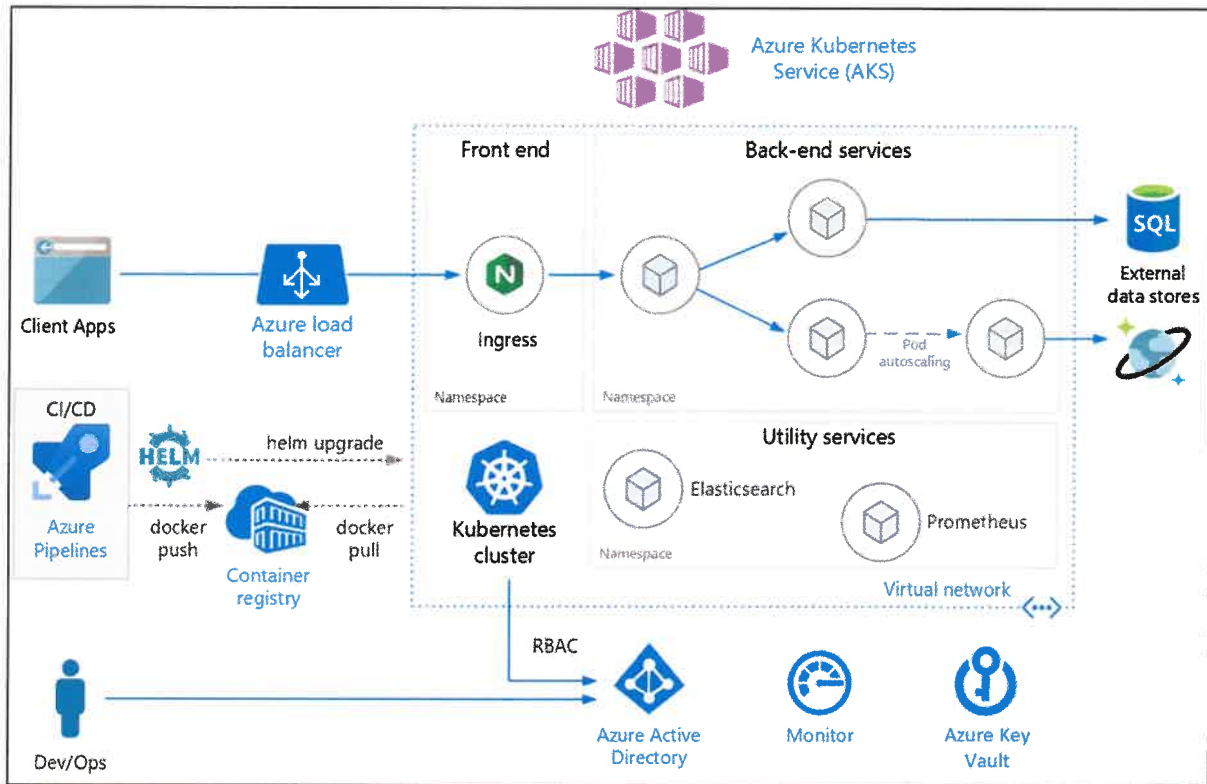 Azure Kubernetes
Service (AKS)
Front end
Back-end services
SQL
External
data stores
Client Apps
Azure load
balancer
N
Ingress
Pod
autoscaling
Namespace
Namespace
CI/CD
HELM
helm upgrade
Azure
Pipelines
docker
push
docker
pull
Container
registry
Kubernetes
cluster
Utility services
Elasticsearch
Prometheus
Namespace
Virtual network
RBAC
Dev/Ops
Azure Active
Directory
Monitor
Azure Key
Vault